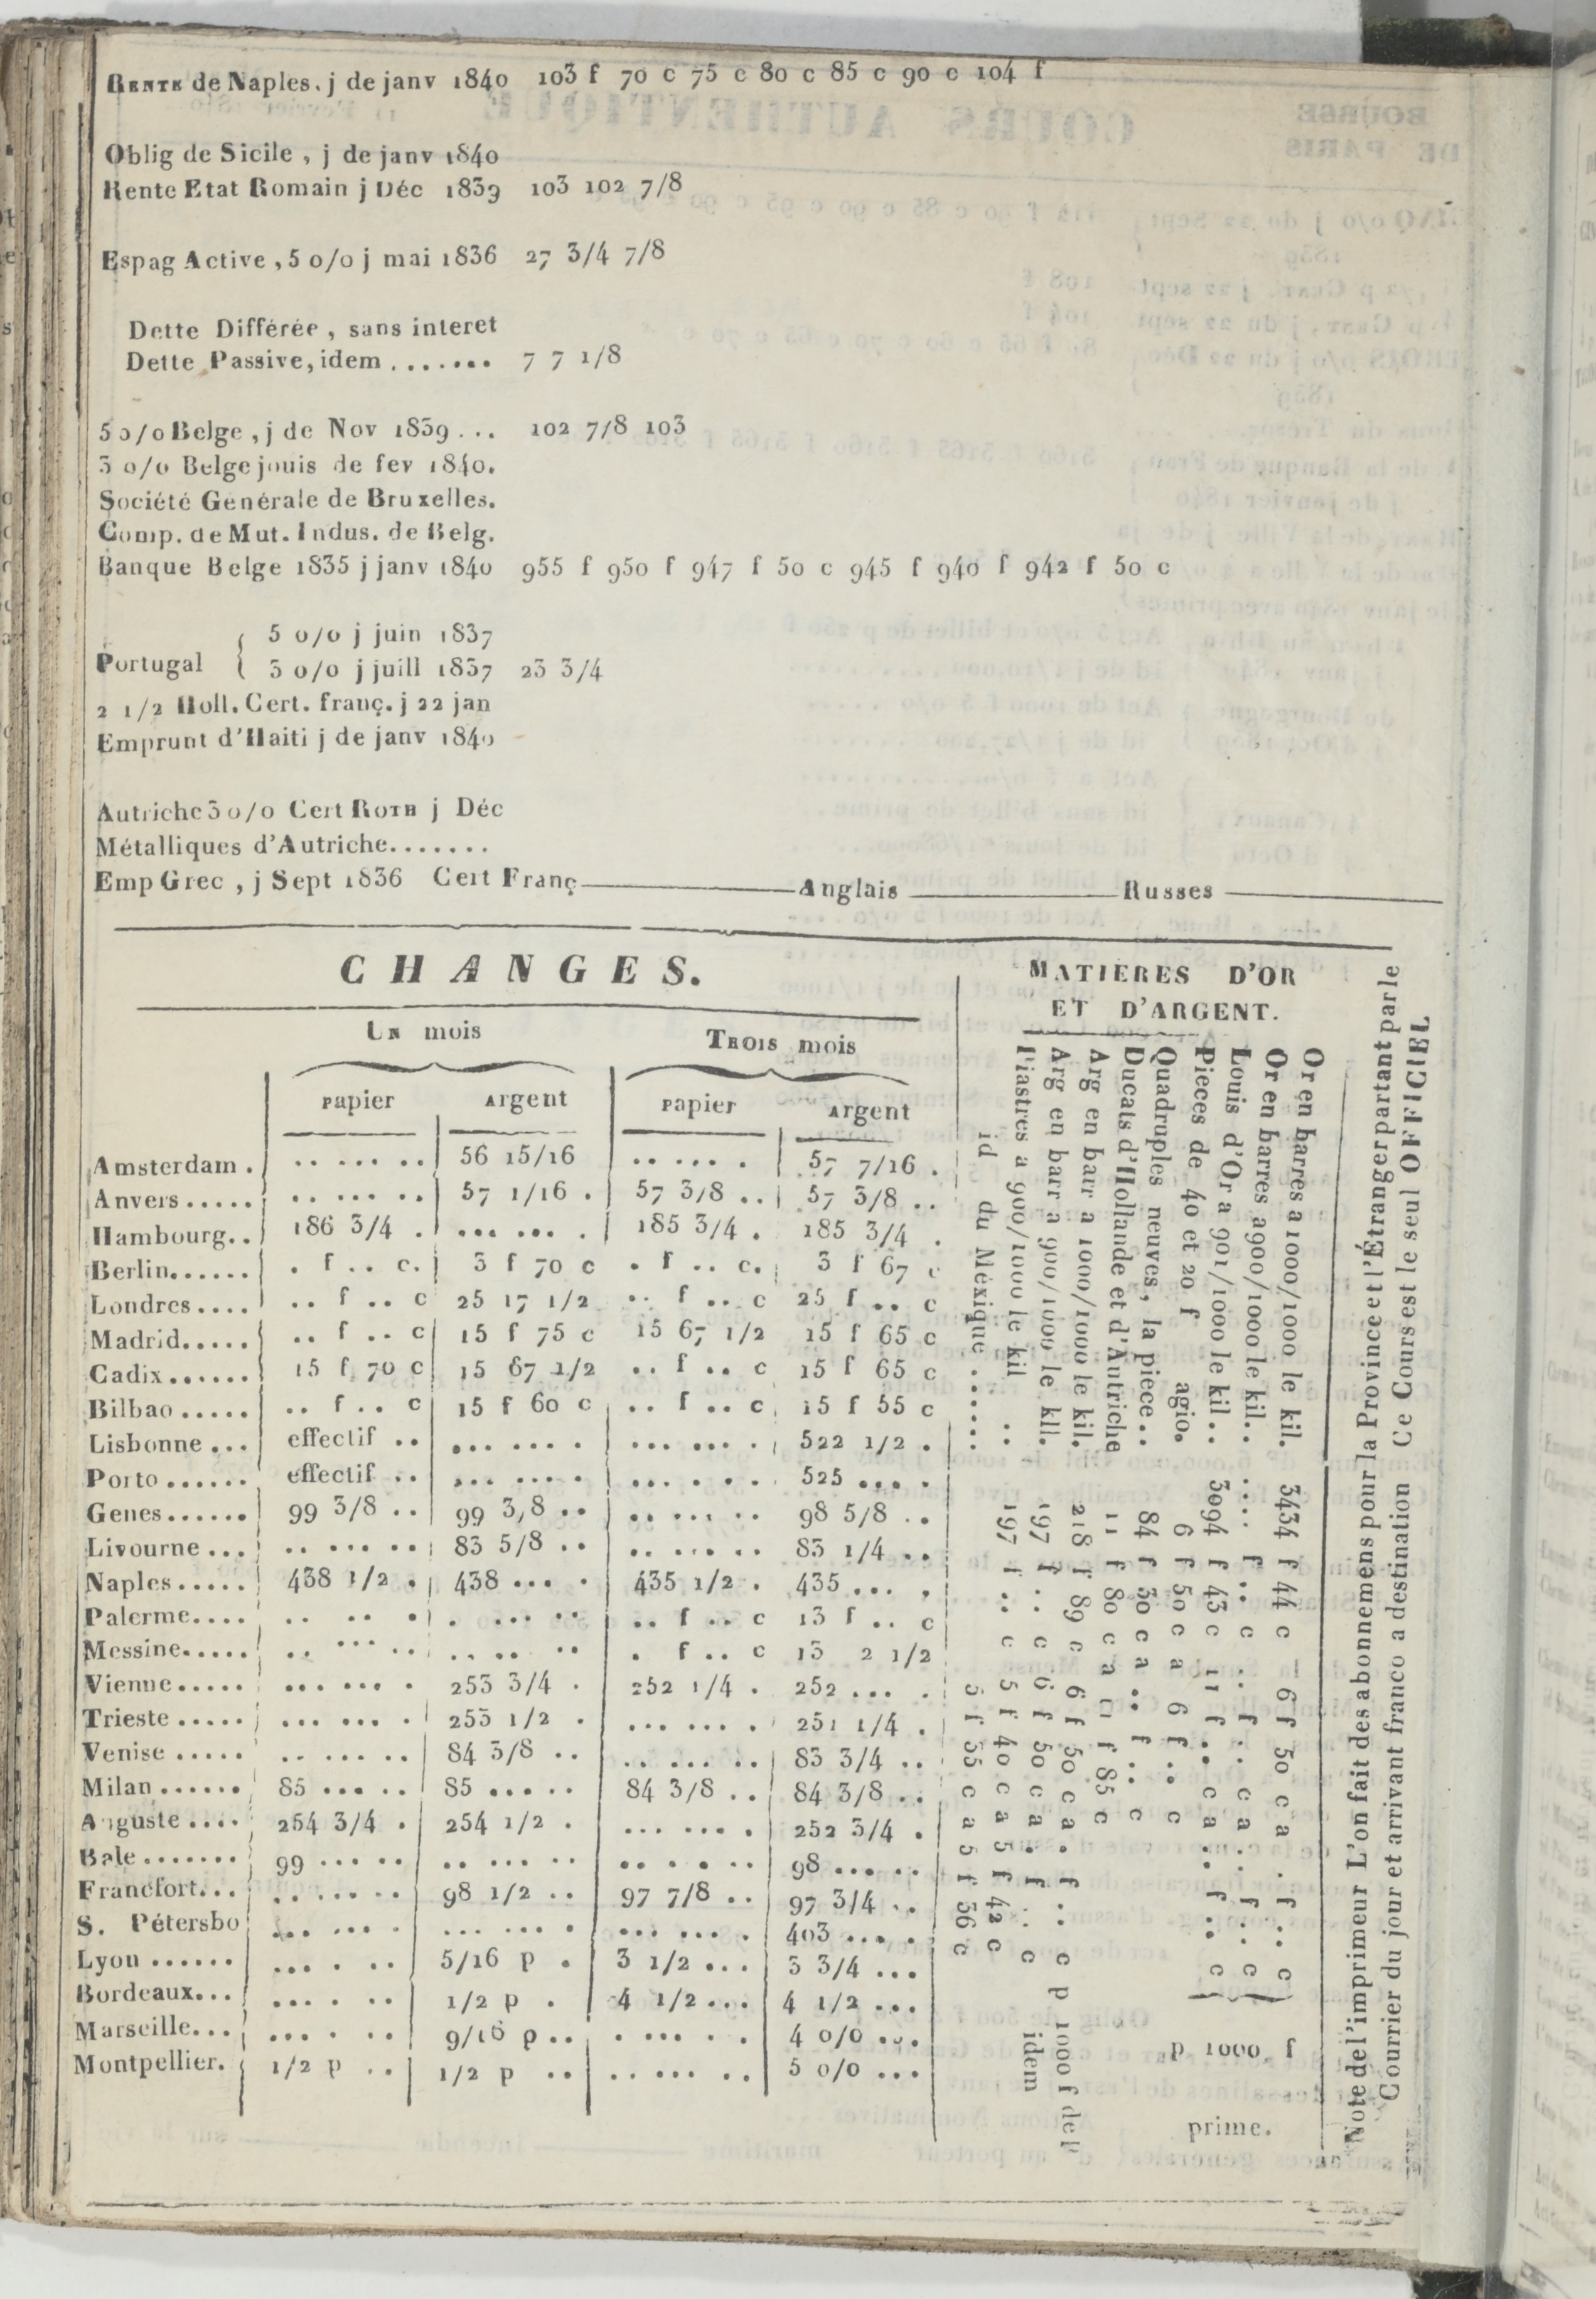 RENTE de Naples. j de janv 1840 103 f 70 c 75 c 80 c 85 c 90 c 104 f
Oblig de Sicile , j de janv 1840
Rente Etat Romain j Déc 1839 103 102 7/8
Espag Active , 5 o/o j mai 1836 27 3/4 7/8
Dette Différée , sans interet
Dette Passive, idem ....... 7 7 1/8
5 o/o Belge , j de Nov 1839 ... 102 7/8 103
3 o/o Belge jouis de fev 1840.
Société Genérale de Bruxelles.
Comp. de Mut. Indus. de Belg.
Banque Belge 1835 j janv 1840 955 f 950 f 947 f 50 c 945 f 940 f 942 f 50 c
Portugal { 5 o/o j juin 1837
3 o/o j juill 1837 23 3/4
2 1/2 Holl. Cert. franç. j 22 jan
Emprunt d'Haiti j de janv 1840
Autriche 3 o/o Cert ROTH j Déc
Métalliques d'Autriche.......
Emp Grec , j Sept 1836 Cert Franç Anglais Russes
CHANGES.
UN mois TROIS mois
Papier Argent Papier Argent
Amsterdam . .. ... .. 56 15/16 .. ... . 57 7/16 .
Anvers ..... .. ... .. 57 1/16 . 57 3/8 .. 57 3/8 ..
Hambourg.. 186 3/4 . ... ... . 185 3/4 . 185 3/4 .
Berlin...... . f .. c. 3 f 70 c . f .. c. 3 f 67 c
Londres .... .. f .. c 25 17 1/2 .. f .. c 25 f .. c
Madrid..... .. f .. c 15 f 75 c 15 67 1/2 15 f 65 c
Cadix ...... 15 f 70 c 15 67 1/2 .. f .. c 15 f 65 c
Bilbao ..... .. f .. c 15 f 60 c .. f .. c 15 f 55 c
Lisbonne ... effectif .. ... ... . ... ... . 522 1/2 .
Porto ...... effectif .. ... ... . ... . . . 525 ... .
Genes...... 99 3/8 .. 99 3/8 .. .. ... .. 98 5/8 ..
Livourne ... .. ... .. 83 5/8 .. .. ... .. 83 1/4 ..
Naples..... 438 1/2 . 438 ... . 435 1/2 . 435 ... .
Palerme.... .. .. . . ... .. .. f .. c 13 f .. c
Messine..... .. ... .. .. .. .. . f .. c 13 2 1/2
Vienne ..... ... ... . 253 3/4 . 252 1/4 . 252 ... .
Trieste ..... ... ... . 253 1/2 . ... ... . 251 1/4 .
Venise ..... .. ... .. 84 3/8 .. .. ... .. 83 3/4 ..
Milan ...... 85 ... .. 85 ... .. 84 3/8 .. 84 3/8 ..
Auguste .... 254 3/4 . 254 1/2 . ... ... . 252 3/4 .
Bale ....... 99 ... .. .. ... .. .. . . .. 98 ... ..
Francfort... .. ... .. 98 1/2 .. 97 7/8 .. 97 3/4 ..
S. Pétersbo ... ... . ... ... . ... ... . 403 ... .
Lyon ...... ... . .. 5/16 p . 3 1/2 ... 3 3/4 ...
Bordeaux... ... . .. 1/2 p . 4 1/2 ... 4 1/2 ...
Marseille... ... . .. 9/16 p .. . ... . . 4 o/o ...
Montpellier. 1/2 p .. 1/2 p .. .. ... .. 5 o/o ...
MATIERES D'OR
ET D'ARGENT.
Or en barres a 1000/1000 le kil. 3434 f 44 c — 6 f 50 c a . f .. c
Or en barres a 900/1000 le kil.. .... f .. c .. f .. c a .. f .. c
Louis d'Or a 901/1000 le kil .. 3094 f 43 c 11 f .. c a .. f .. c
p 1000 f
prime.
Pieces de 40 et 20 f agio. 6 f 50 c a 6 f .. c
Quadruples neuves , la piece .. 84 f 30 c a .. f .. c
Ducats d'Hollande et d'Autriche 11 f 80 c a 11 f 85 c
Arg en barr a 1000/1000 le kil. 218 f 89 c 6 f 50 c a . f .. c p 1000 f de p
Arg en barr a 900/1000 le kil. 197 f .. c 6 f 50 c a . f .. c idem
Piastres a 900/1000 le kil .. 197 f .. c 5 f 40 c a 5 f 42 c
id du Méxique ...... 5 f 35 c a 5 f 36 c
Note de l'imprimeur L'on fait des abonnemens pour la Province et l'Étranger partant par le
Courrier du jour et arrivant franco a destination Ce Cours est le seul OFFICIEL